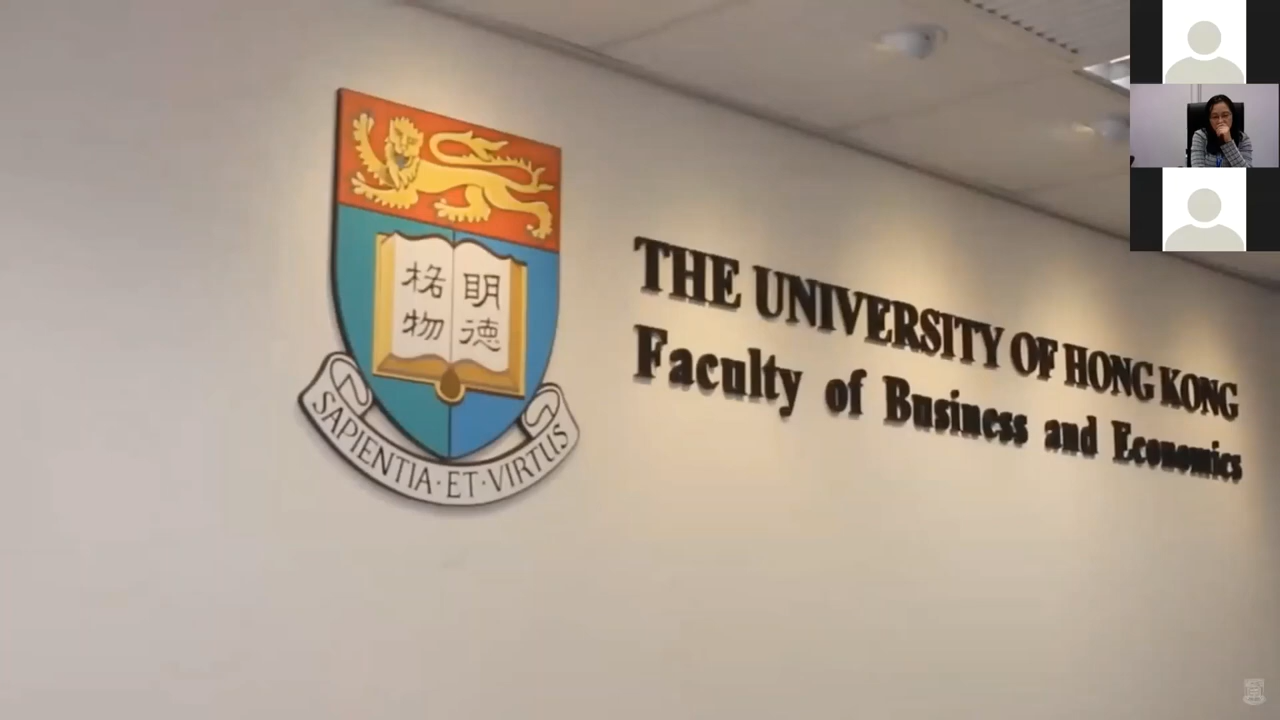 格 明
物 德
SAPIENTIA·ET·VIRTUS
THE UNIVERSITY OF HONG KONG
Faculty of Business and Economics